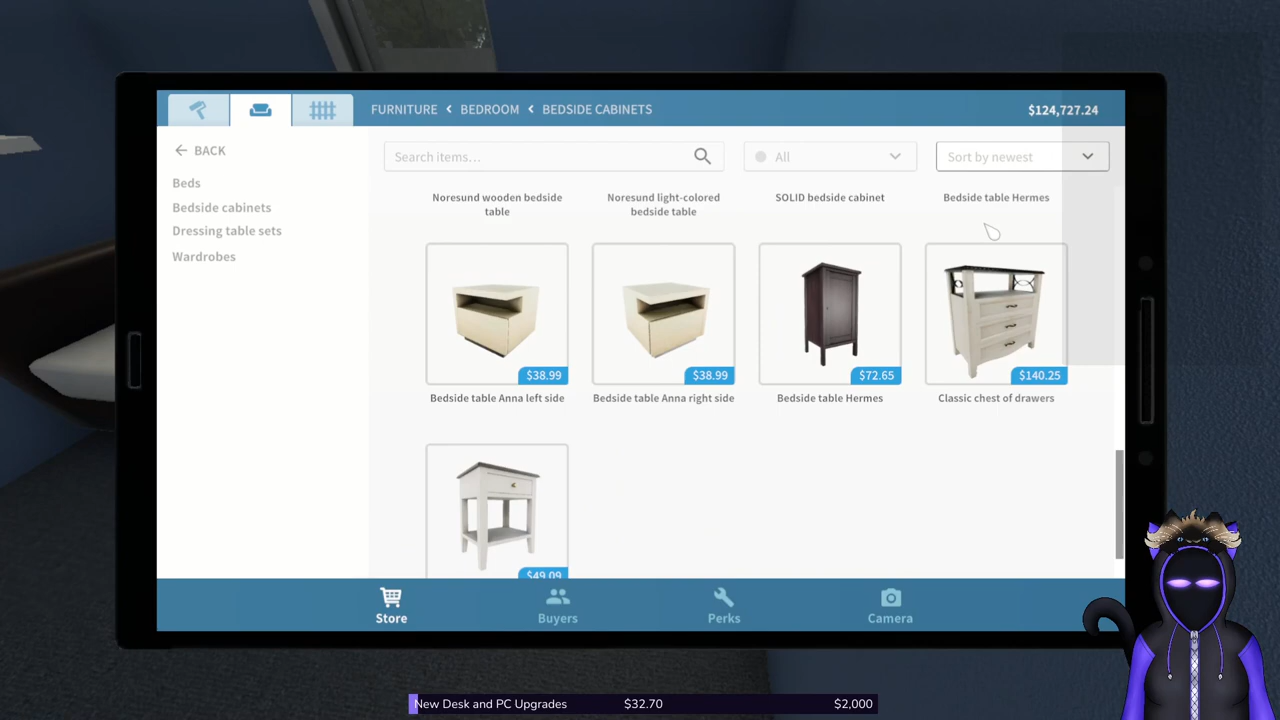 FURNITURE < BEDROOM < BEDSIDE CABINETS
$124,727.24
BACK
Search items...
All
Sort by newest
Beds
Bedside cabinets
Dressing table sets
Wardrobes
Noresund wooden bedside
table
Noresund light-colored
bedside table
SOLID bedside cabinet
Bedside table Hermes
$38.99
$38.99
$72.65
$140.25
Bedside table Anna left side
Bedside table Anna right side
Bedside table Hermes
Classic chest of drawers
$49.09
Store
Buyers
Perks
Camera
New Desk and PC Upgrades $32.70 $2,000